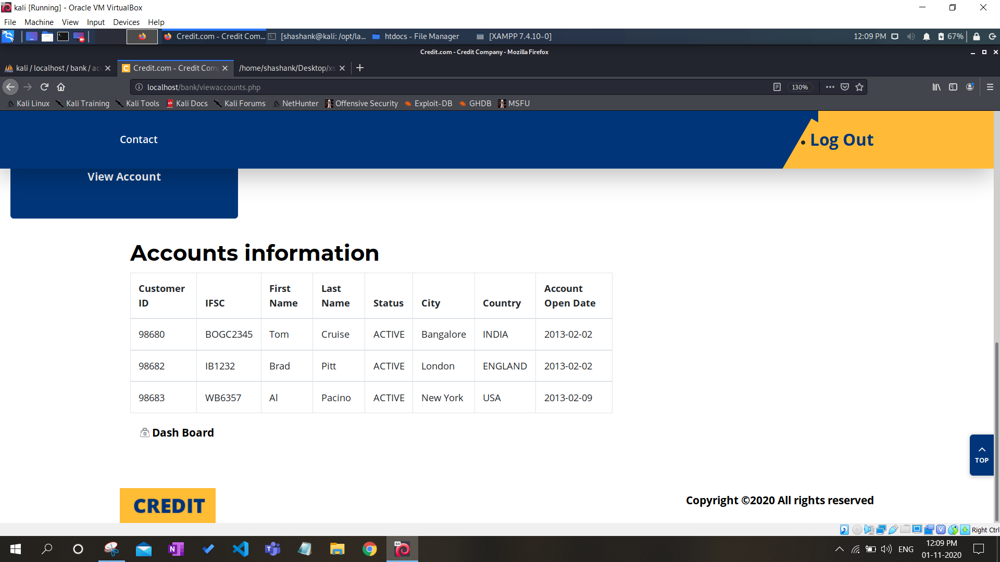 kali [Running] - Oracle VM VirtualBox
File Machine View Input Devices Help
Credit.com - Credit Com... [shashank@kali: /opt/la... htdocs - File Manager [XAMPP 7.4.10-0] 12:09 PM 67%
Credit.com - Credit Company - Mozilla Firefox
kali / localhost / bank / acc Credit.com - Credit Com /home/shashank/Desktop/xs
localhost/bank/viewaccounts.php 130%
Kali Linux Kali Training Kali Tools Kali Docs Kali Forums NetHunter Offensive Security Exploit-DB GHDB MSFU
Contact • Log Out
View Account
Accounts information
Customer ID IFSC First Name Last Name Status City Country Account Open Date
98680 BOGC2345 Tom Cruise ACTIVE Bangalore INDIA 2013-02-02
98682 IB1232 Brad Pitt ACTIVE London ENGLAND 2013-02-02
98683 WB6357 Al Pacino ACTIVE New York USA 2013-02-09
Dash Board
TOP
CREDIT Copyright ©2020 All rights reserved
Right Ctrl
ENG 12:09 PM
01-11-2020